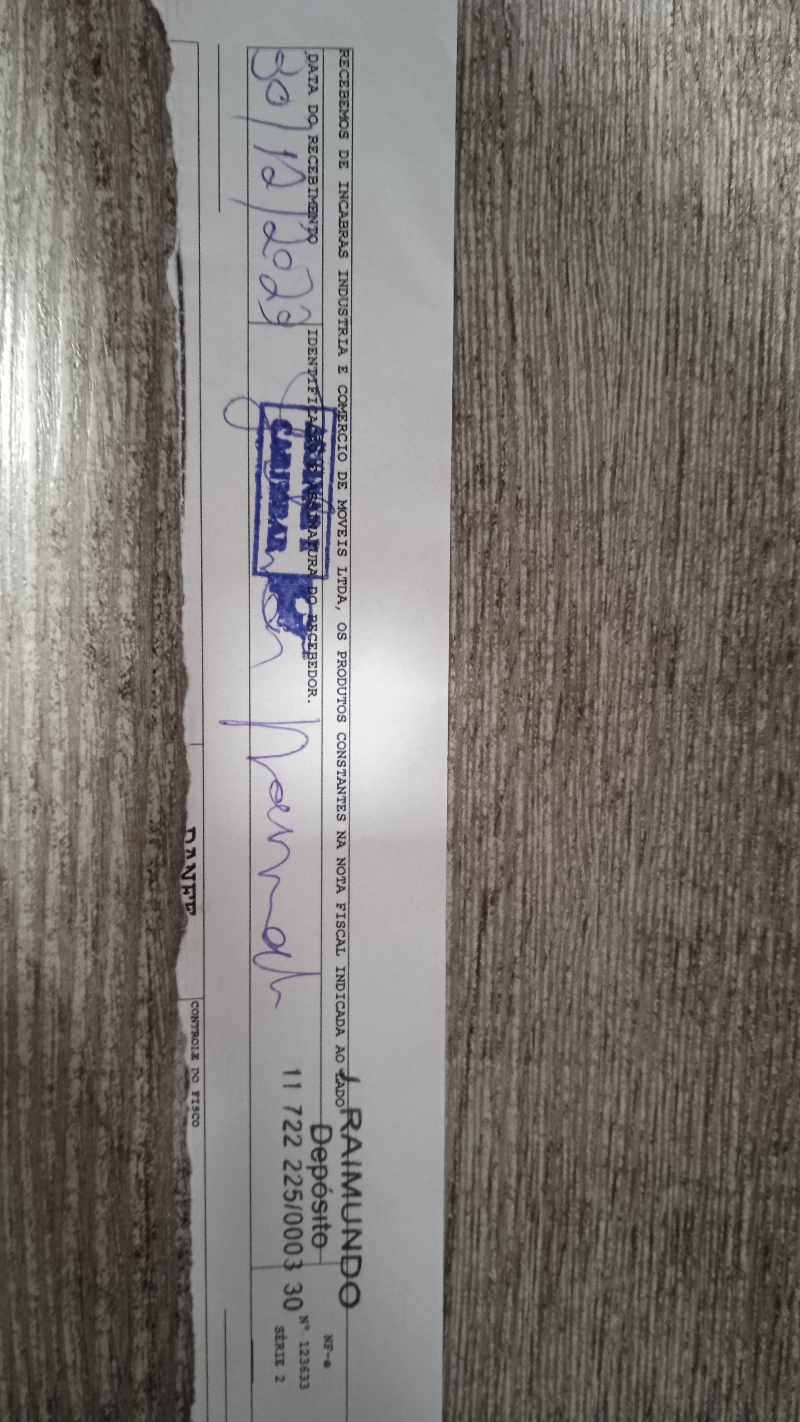 RECEBEMOS DE INCABRAS INDUSTRIA E COMERCIO DE MOVEIS LTDA, OS PRODUTOS CONSTANTES NA NOTA FISCAL INDICADA AO LADO
RAIMUNDO
Depósito
11 722 225/0003 30
NF-e
Nº 123633
SÉRIE 2
DATA DO RECEBIMENTO
30/12/2023
IDENTIFICAÇÃO E ASSINATURA DO RECEBEDOR.
DANFE
CONTROLE DO FISCO